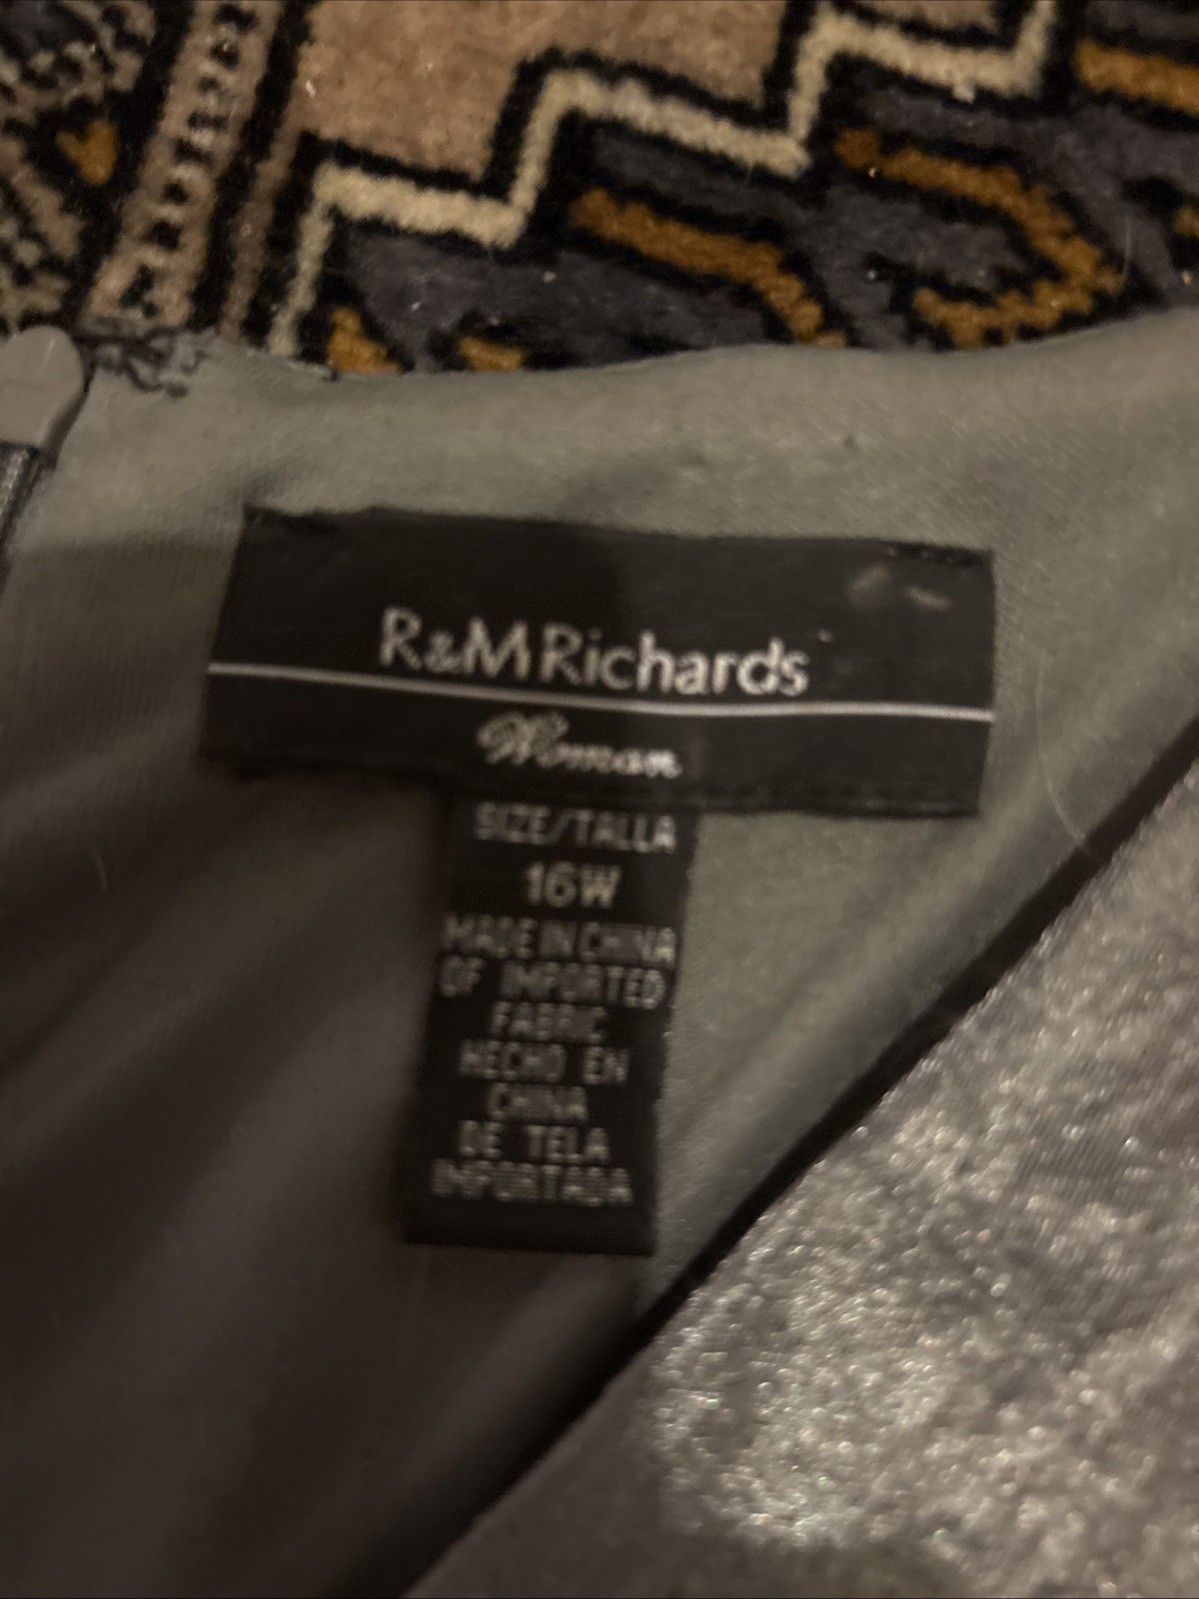 R&M Richards
Woman
SIZE/TALLA
16W
MADE IN CHINA
OF IMPORTED
FABRIC
HECHO EN
CHINA
DE TELA
IMPORTADA